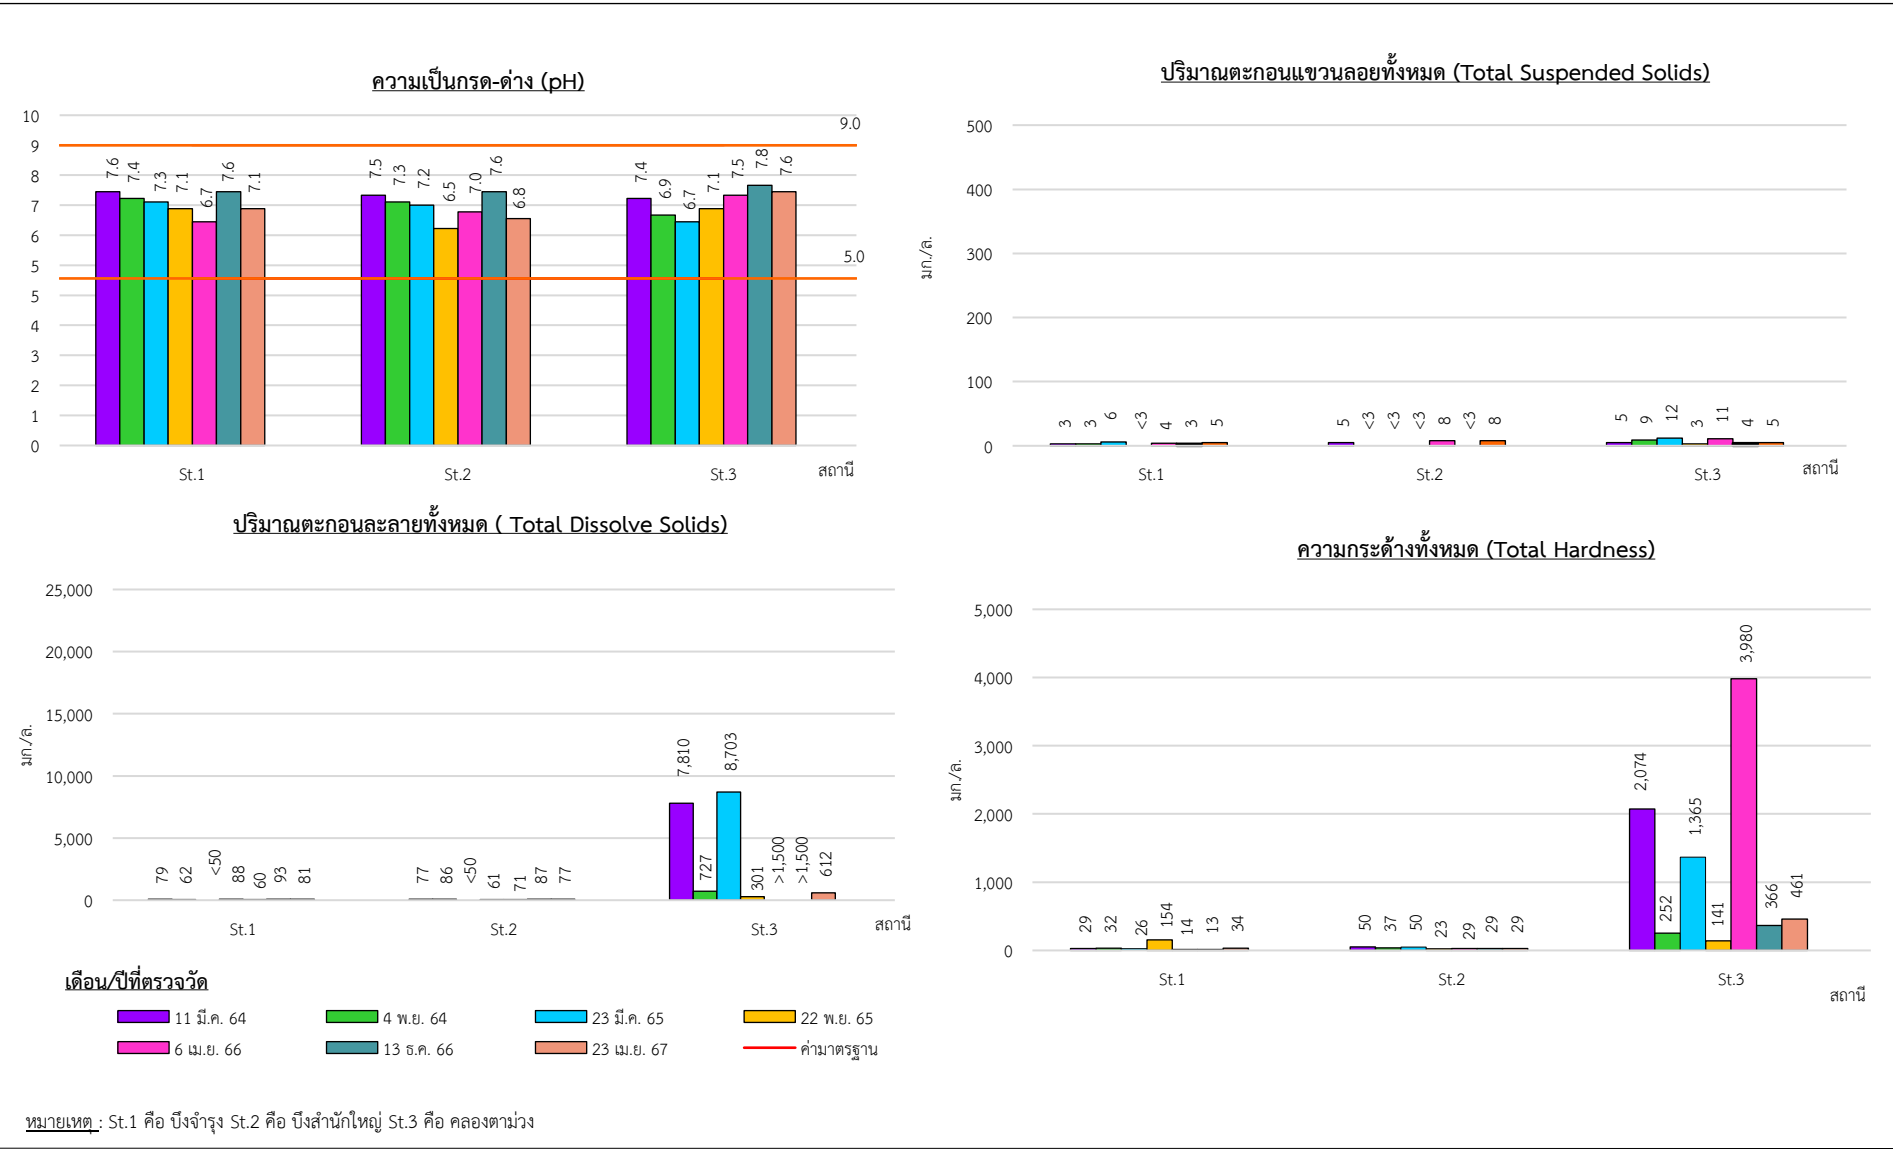 ความเป็นกรด-ด่าง (pH)
10
9
8
7
6
5
5
4
3
2
1
0
9.0
5.0
7.6 7.4 7.3 7.1 6.7 7.6 7.1
7.5 7.3 7.2 6.5 7.0 7.6 6.8
7.4 6.9 6.7 7.1 7.5 7.8 7.6
St.1 St.2 St.3 สถานี
ปริมาณตะกอนแขวนลอยทั้งหมด (Total Suspended Solids)
มก./ล.
500
400
300
200
100
0
3 3 6 <3 4 3 5
5 <3 <3 <3 8 <3 8
5 9 12 3 11 4 5
St.1 St.2 St.3 สถานี
ปริมาณตะกอนละลายทั้งหมด ( Total Dissolve Solids)
มก./ล.
25,000
20,000
15,000
10,000
5,000
0
79 62 <50 88 60 93 81
77 86 <50 61 71 87 77
7,810 727 8,703 301 >1,500 >1,500 612
St.1 St.2 St.3 สถานี
ความกระด้างทั้งหมด (Total Hardness)
มก./ล.
5,000
4,000
3,000
2,000
1,000
0
29 32 26 154 14 13 34
50 37 50 23 29 29 29
2,074 252 1,365 141 3,980 366 461
St.1 St.2 St.3 สถานี
เดือน/ปีที่ตรวจวัด
11 มี.ค. 64 4 พ.ย. 64 23 มี.ค. 65 22 พ.ย. 65
6 เม.ย. 66 13 ธ.ค. 66 23 เม.ย. 67 ค่ามาตรฐาน
หมายเหตุ : St.1 คือ บึงจำรุง St.2 คือ บึงสำนักใหญ่ St.3 คือ คลองตาม่วง